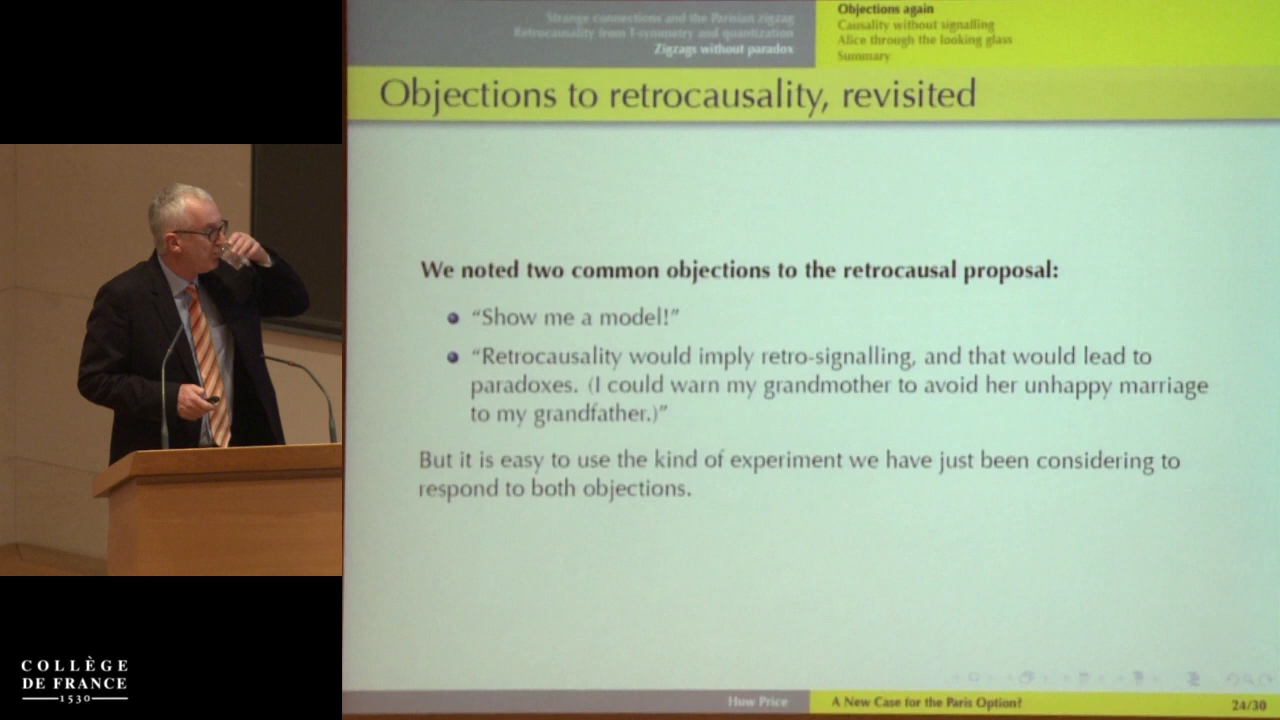 Strange connections and the Parisian zigzag
Retrocausality from T-symmetry and quantization
Zigzags without paradox
Objections again
Causality without signalling
Alice through the looking glass
Summary
Objections to retrocausality, revisited
We noted two common objections to the retrocausal proposal:
“Show me a model!”
“Retrocausality would imply retro-signalling, and that would lead to
paradoxes. (I could warn my grandmother to avoid her unhappy marriage
to my grandfather.)”
But it is easy to use the kind of experiment we have just been considering to
respond to both objections.
Huw Price
A New Case for the Paris Option?
24/30
COLLÈGE
DE FRANCE
1530